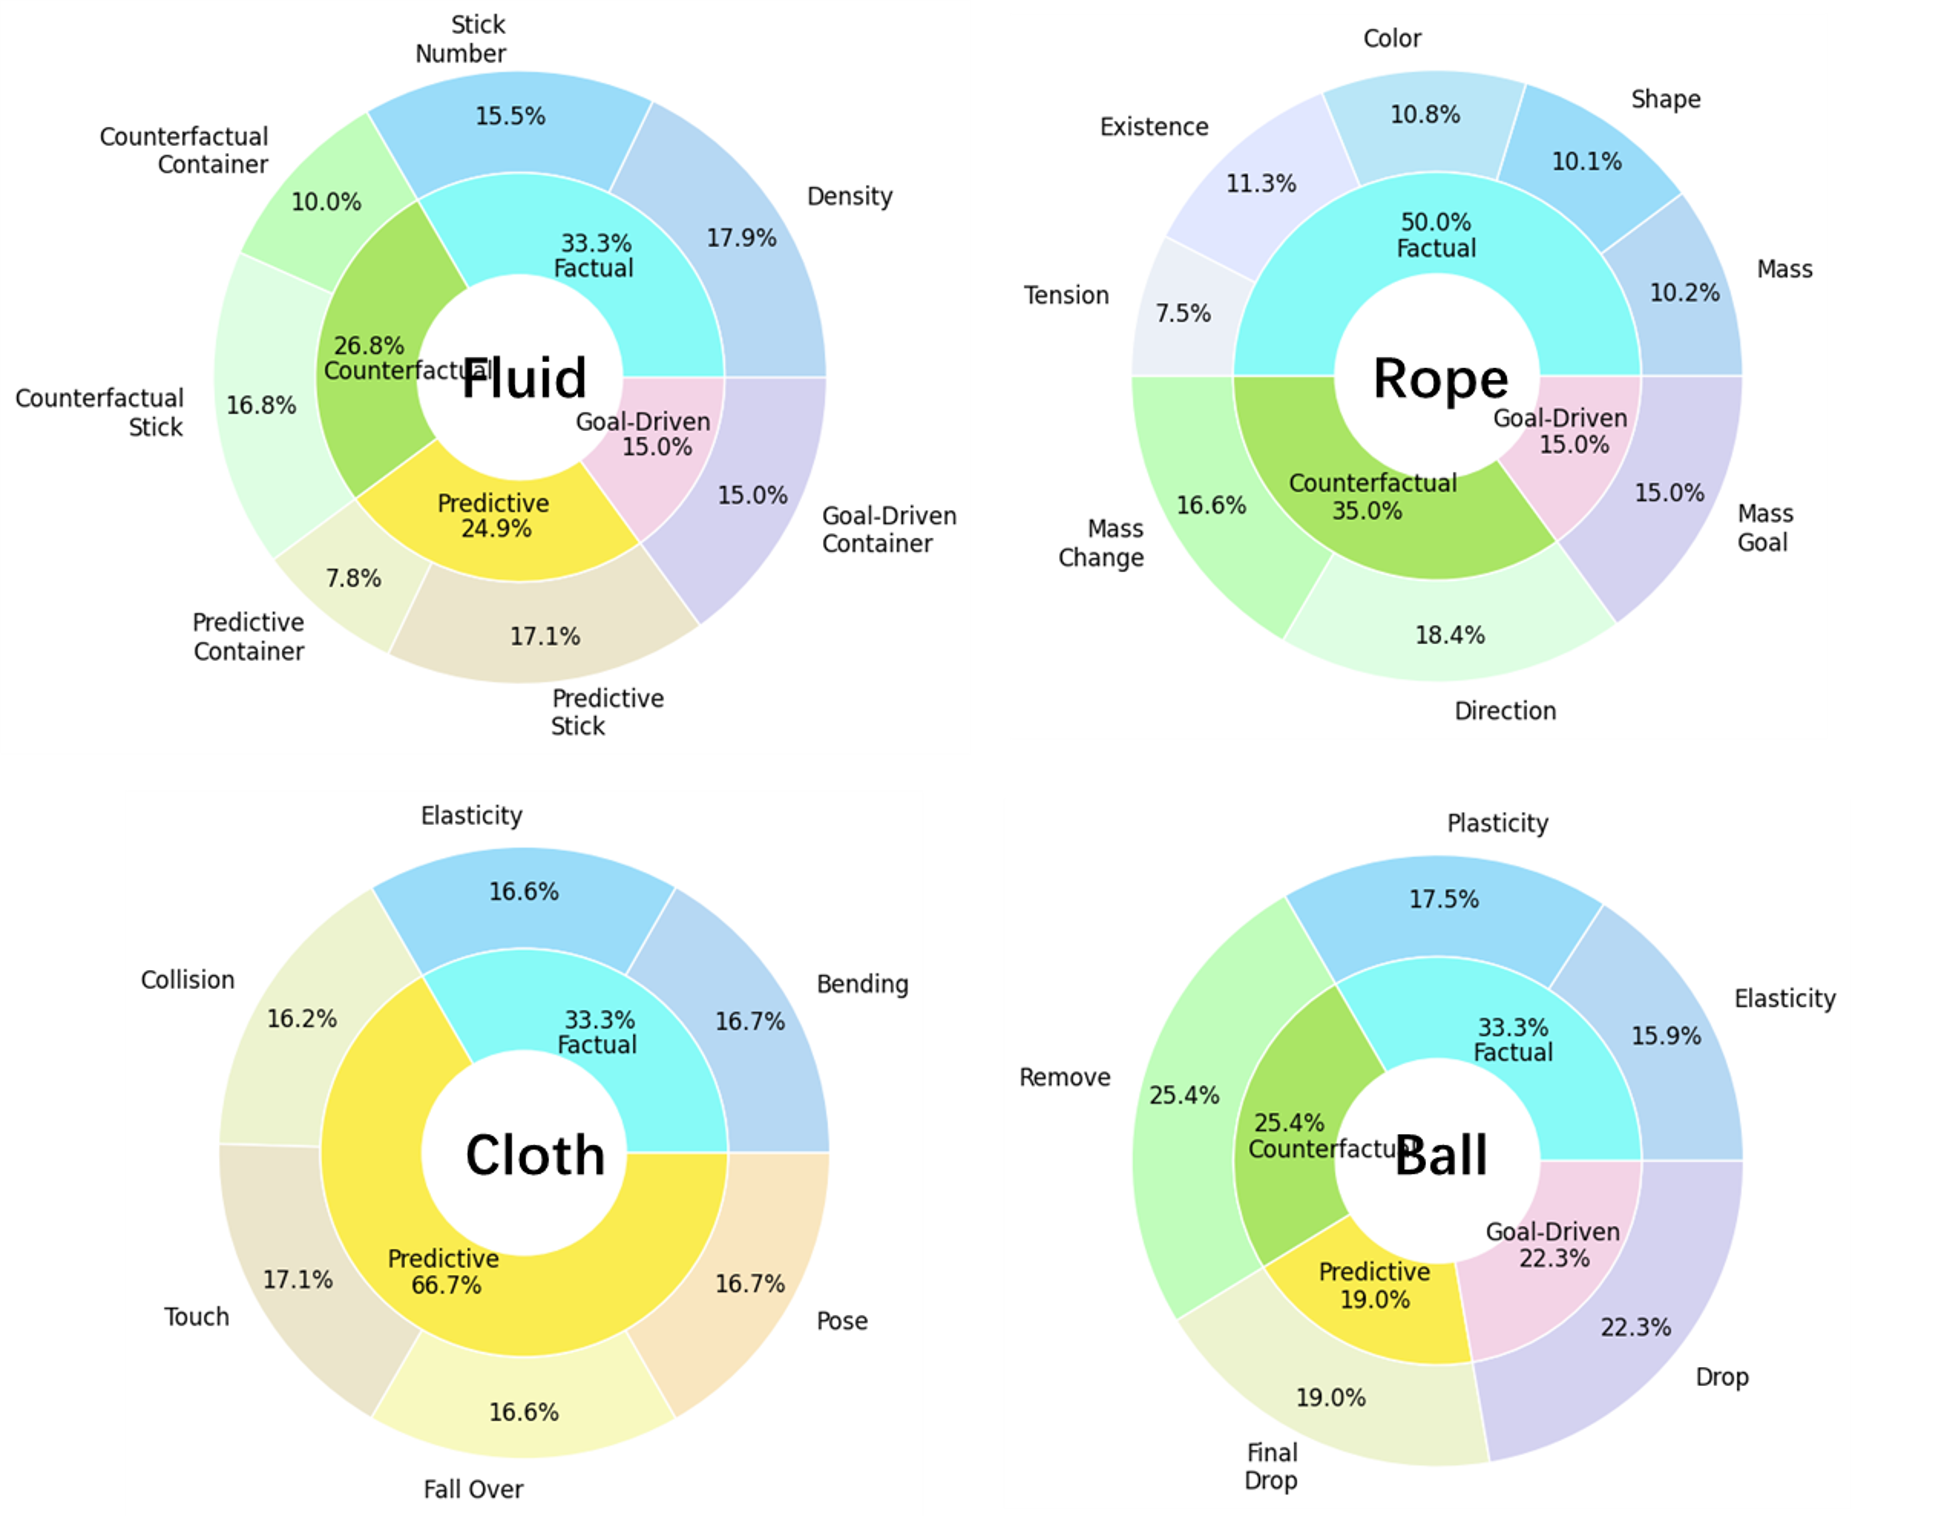 Stick
Number
15.5%
Density
17.9%
Counterfactual
Container
10.0%
33.3%
Factual
26.8%
Counterfactual
Fluid
Counterfactual
Stick
16.8%
Goal-Driven
15.0%
Predictive
24.9%
15.0%
Goal-Driven
Container
7.8%
Predictive
Container
17.1%
Predictive
Stick
Color
10.8%
Shape
10.1%
Existence
11.3%
50.0%
Factual
Mass
10.2%
Tension
7.5%
Rope
Goal-Driven
15.0%
Counterfactual
35.0%
15.0%
Mass
Goal
16.6%
Mass
Change
18.4%
Direction
Elasticity
16.6%
Collision
16.2%
33.3%
Factual
Bending
16.7%
Cloth
Predictive
66.7%
Touch
17.1%
16.7%
Pose
16.6%
Fall Over
Plasticity
17.5%
Elasticity
15.9%
33.3%
Factual
Remove
25.4%
25.4%
Counterfactual
Ball
Goal-Driven
22.3%
Predictive
19.0%
22.3%
Drop
19.0%
Final
Drop